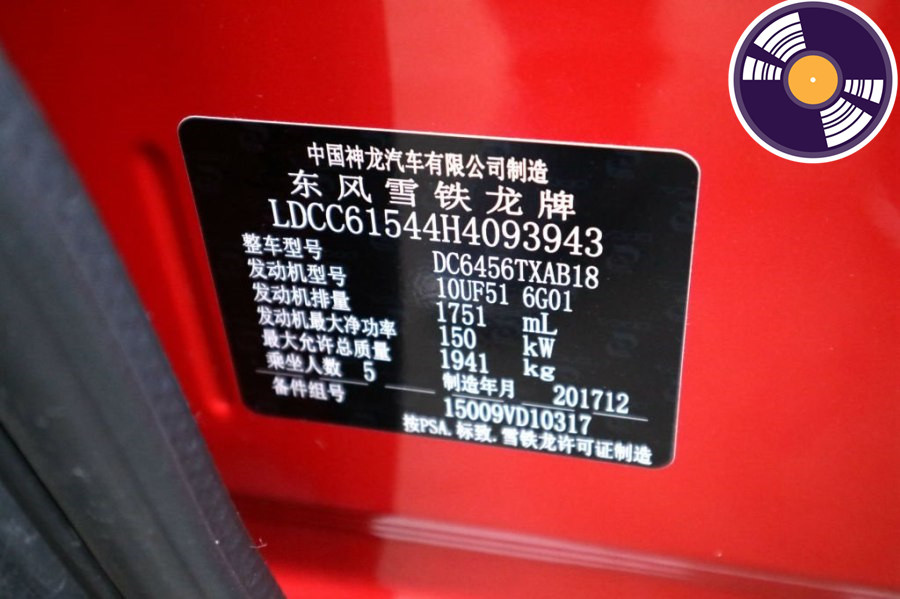 中国神龙汽车有限公司制造
东风雪铁龙牌
LDCC61544H4093943
整车型号 DC6456TXAB18
发动机型号 10UF51 6G01
发动机排量 1751 mL
发动机最大净功率 150 kW
最大允许总质量 1941 kg
乘坐人数 5 制造年月 201712
备件组号 15009VD10317
按PSA.标致.雪铁龙许可证制造